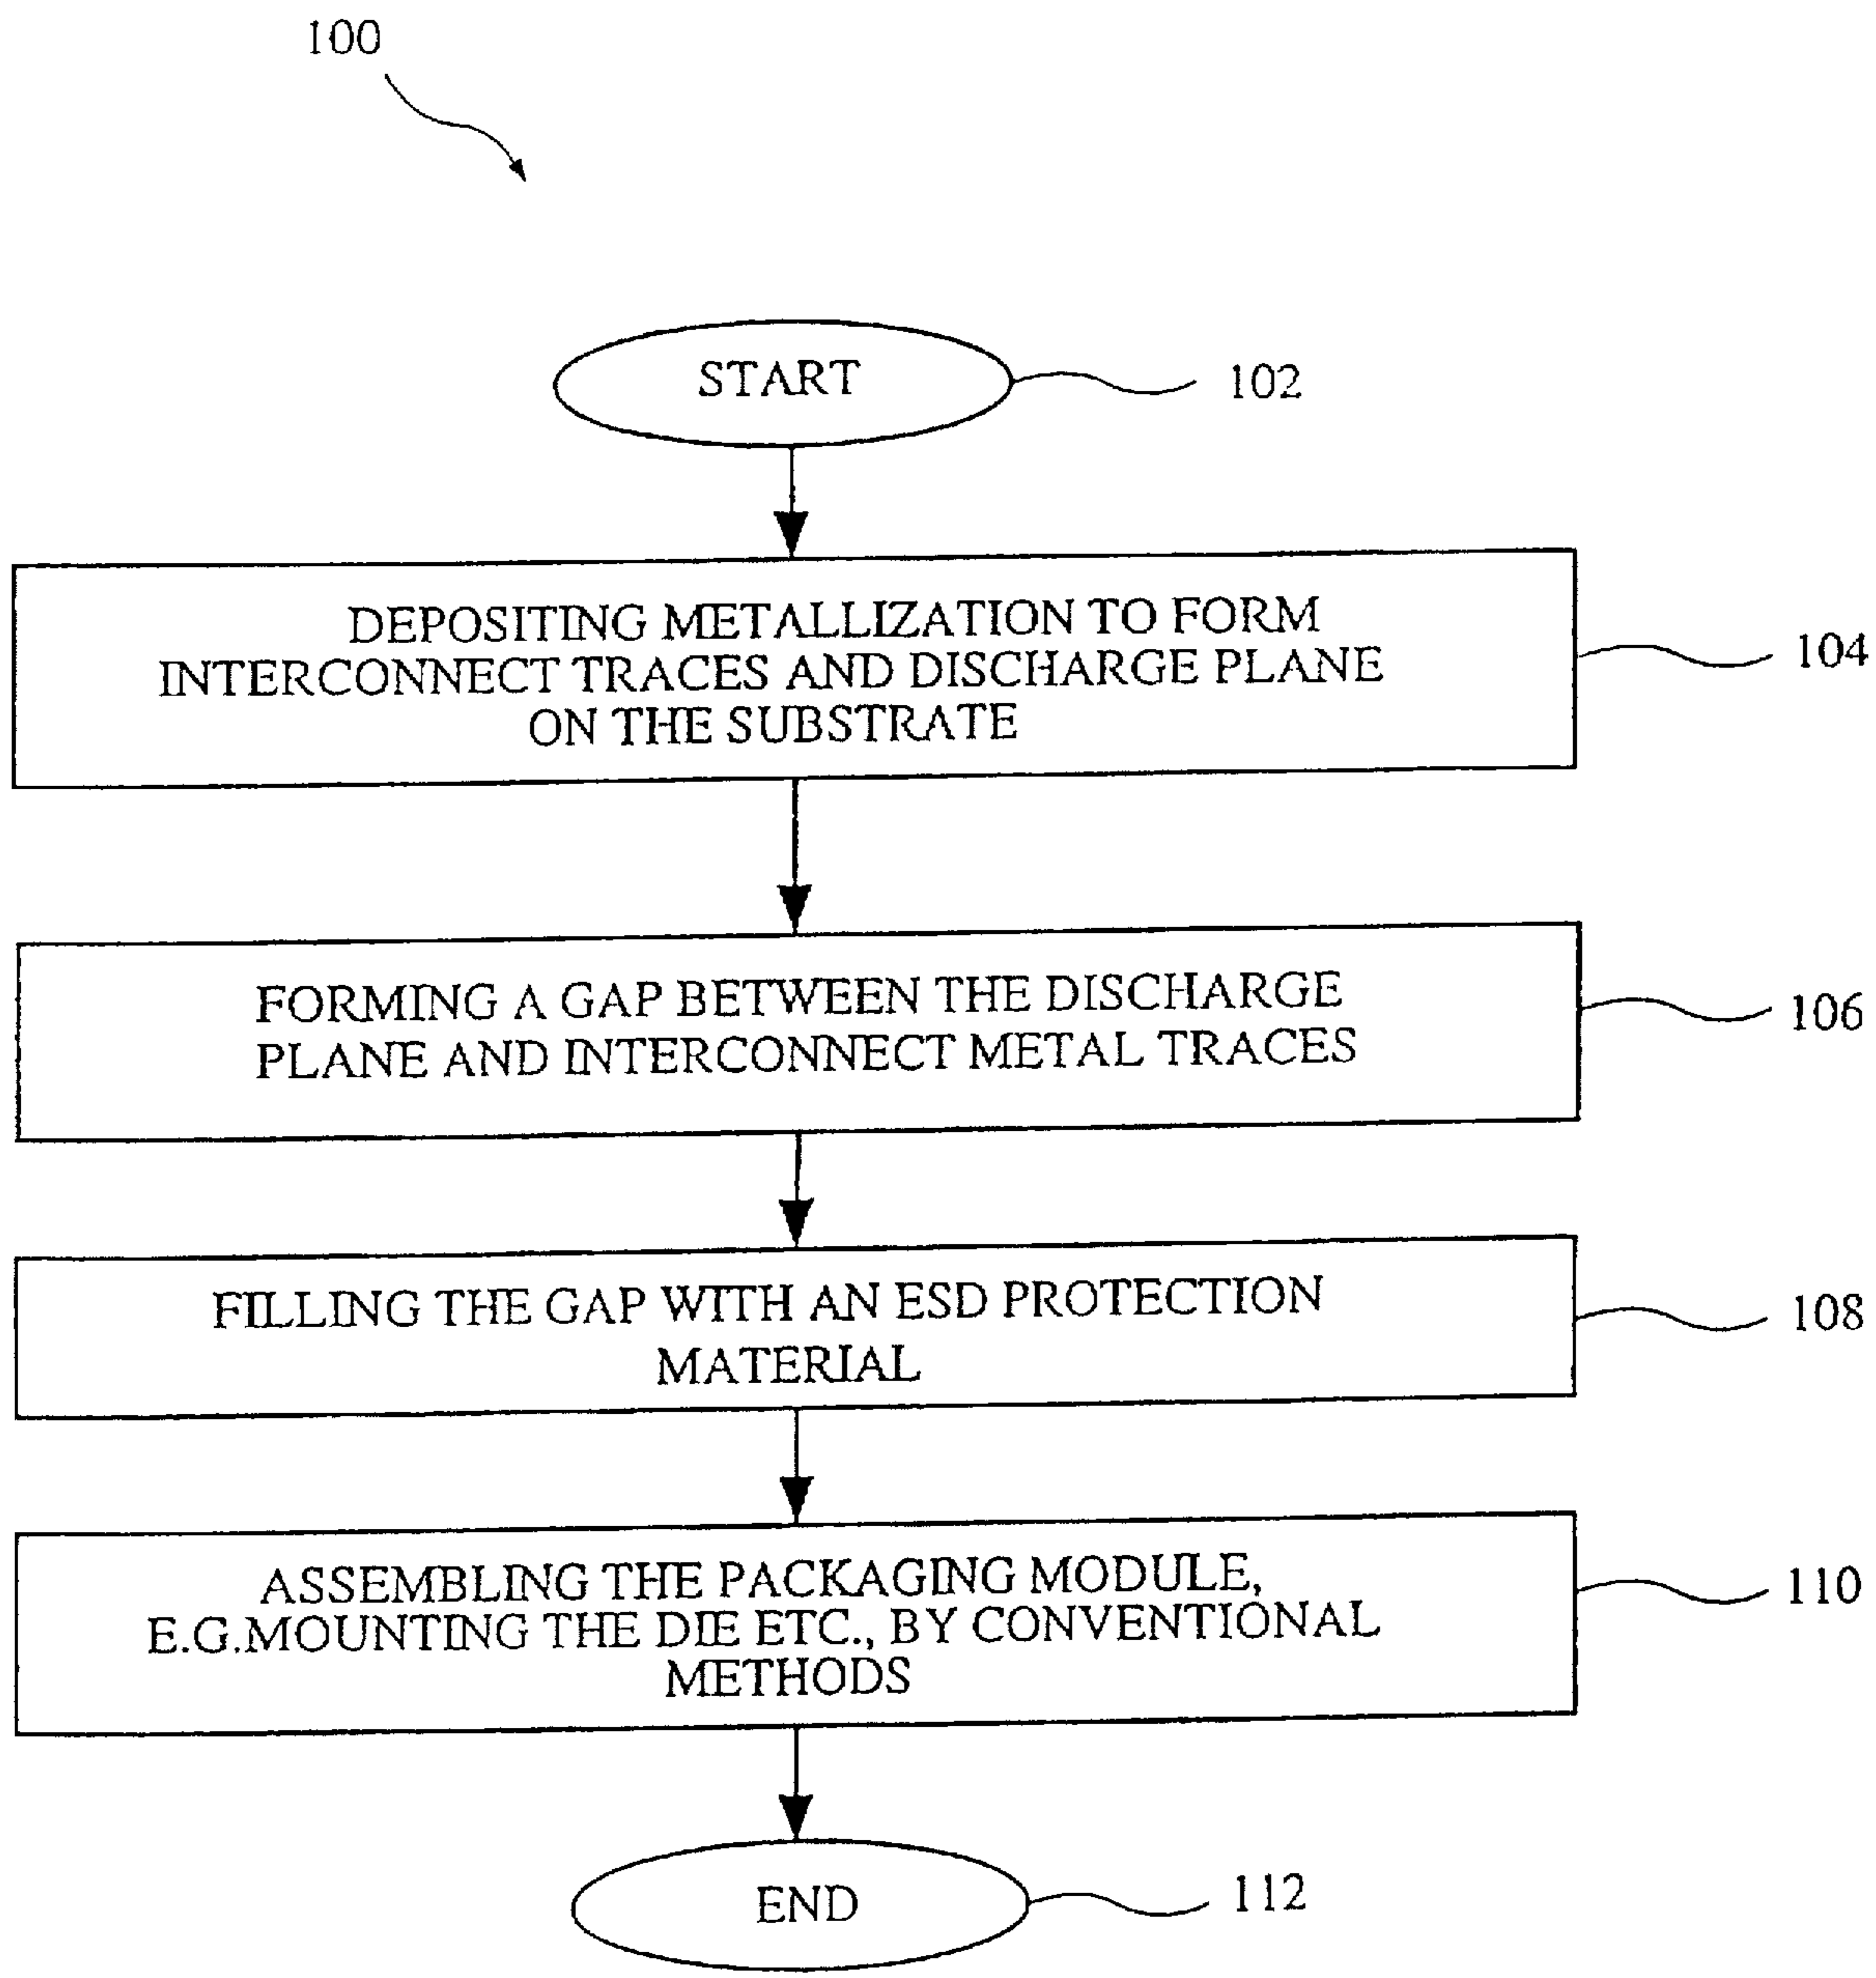 100
START
102
DEPOSITING METALLIZATION TO FORM
INTERCONNECT TRACES AND DISCHARGE PLANE
ON THE SUBSTRATE
104
FORMING A GAP BETWEEN THE DISCHARGE
PLANE AND INTERCONNECT METAL TRACES
106
FILLING THE GAP WITH AN ESD PROTECTION
MATERIAL
108
ASSEMBLING THE PACKAGING MODULE,
E.G.MOUNTING THE DIE ETC., BY CONVENTIONAL
METHODS
110
END
112